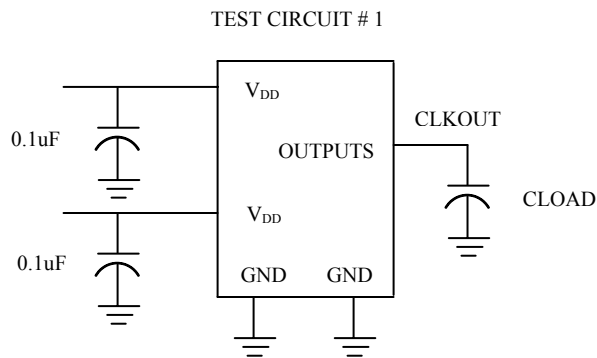 TEST CIRCUIT # 1
VDD
CLKOUT
0.1uF
OUTPUTS
CLOAD
VDD
0.1uF
GND GND